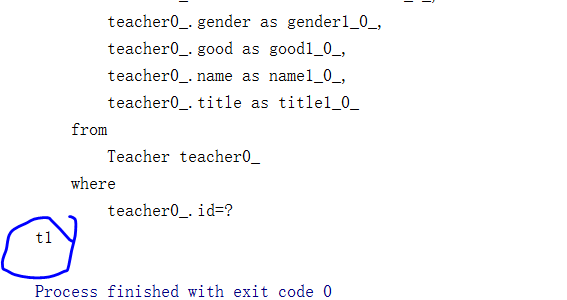 teacher0_.gender as gender1_0_,
teacher0_.good as good1_0_,
teacher0_.name as name1_0_,
teacher0_.title as title1_0_
from
Teacher teacher0_
where
teacher0_.id=?
t1
Process finished with exit code 0